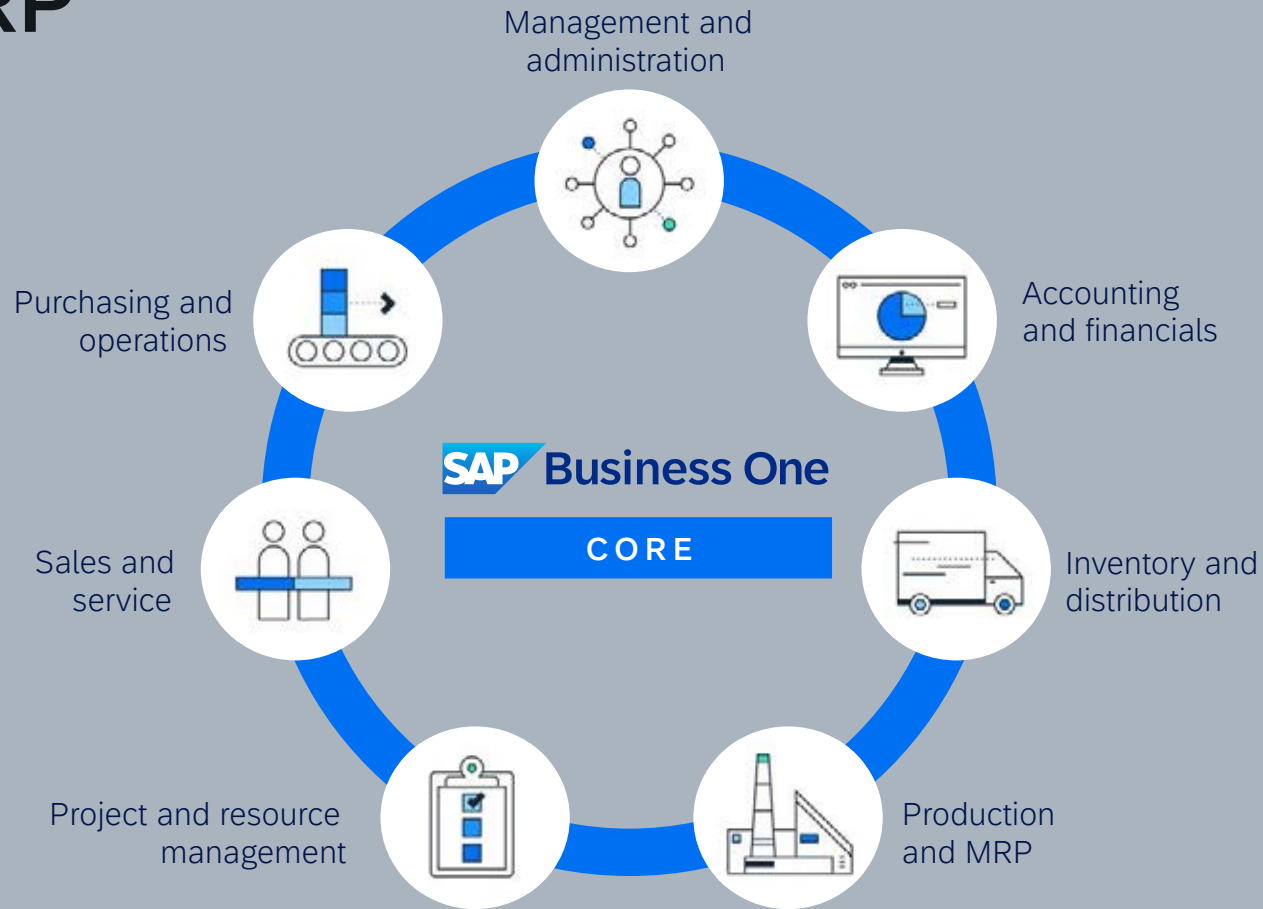 RP
Management and
administration
Purchasing and
operations
Accounting
and financials
SAP Business One
CORE
Sales and
service
Inventory and
distribution
Project and resource
management
Production
and MRP